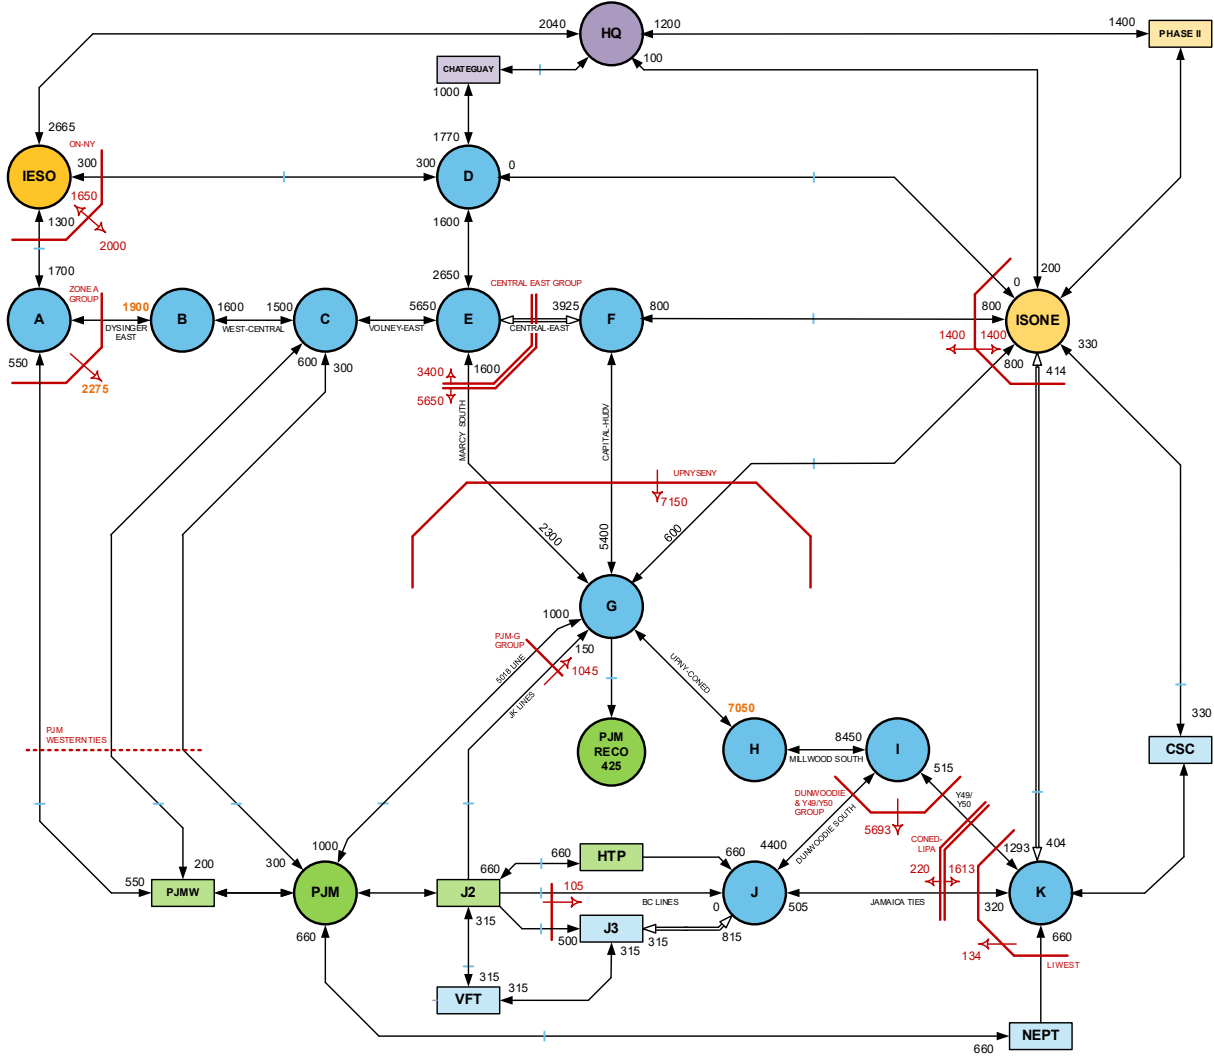 2040
HQ
1200
1400
PHASE II
100
CHATEGUAY
1000
2665
ON-NY
1770
IESO
300
300
D
0
1650
1300
2000
1600
1700
2650
200
0
ZONE A
GROUP
CENTRAL EAST GROUP
A
1900
B
1600
1500
C
5650
E
3925
F
800
800
ISONE
DYSINGER
EAST
WEST-CENTRAL
VOLNEY-EAST
CENTRAL-EAST
1400
1400
330
550
600
300
1600
800
414
2275
3400
5650
MARCY SOUTH
CAPITAL-HUDV
UPNYSENY
7150
2300
5400
600
G
1000
PJM-G
GROUP
150
1045
5018 LINE
JK LINES
UPNY-CONED
7050
330
PJM
WESTERN TIES
PJM
RECO
425
H
8450
MILLWOOD SOUTH
I
CSC
515
DUNWOODIE
& Y49/Y50
GROUP
Y49/
Y50
5693
DUNWOODIE SOUTH
CONED-
LIPA
1000
4400
1293
404
200
300
660
660
HTP
660
220
1613
550
PJMW
PJM
J2
105
BC LINES
J
JAMAICA TIES
K
0
505
320
315
500
J3
315
815
660
660
315
134
LI WEST
315
315
VFT
NEPT
660